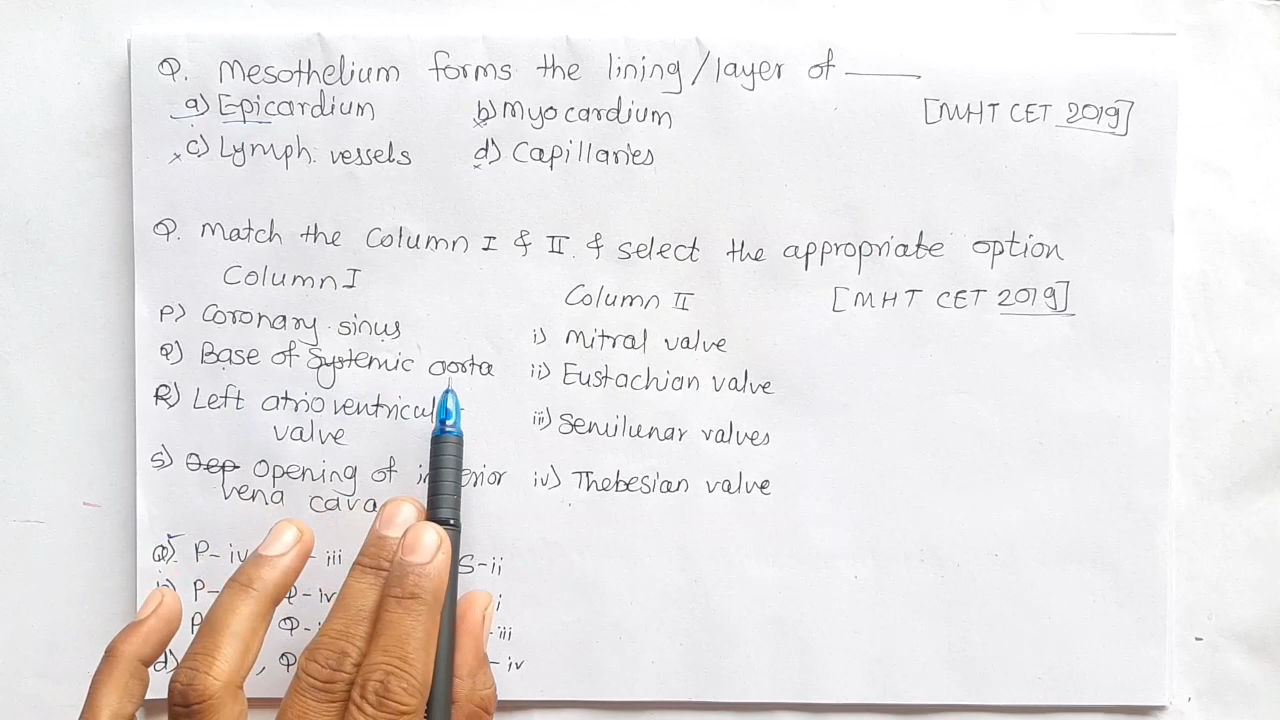 Q. Mesothelium forms the lining/layer of ____
a) Epicardium b) Myocardium [MHT CET 2019]
c) Lymph. vessels d) Capillaries
Q. Match the Column I & II. & select the appropriate option
Column I Column II [MHT CET 2019]
P) Coronary sinus i) Mitral valve
Q) Base of Systemic aorta ii) Eustachian valve
R) Left
valve iii) Semilunar valves
S) Opening of iv) Thebesian valve
vena cava
a) P-iv iii S-ii
b) P- Q-iv i
Q- -iii
d) , Q -iv